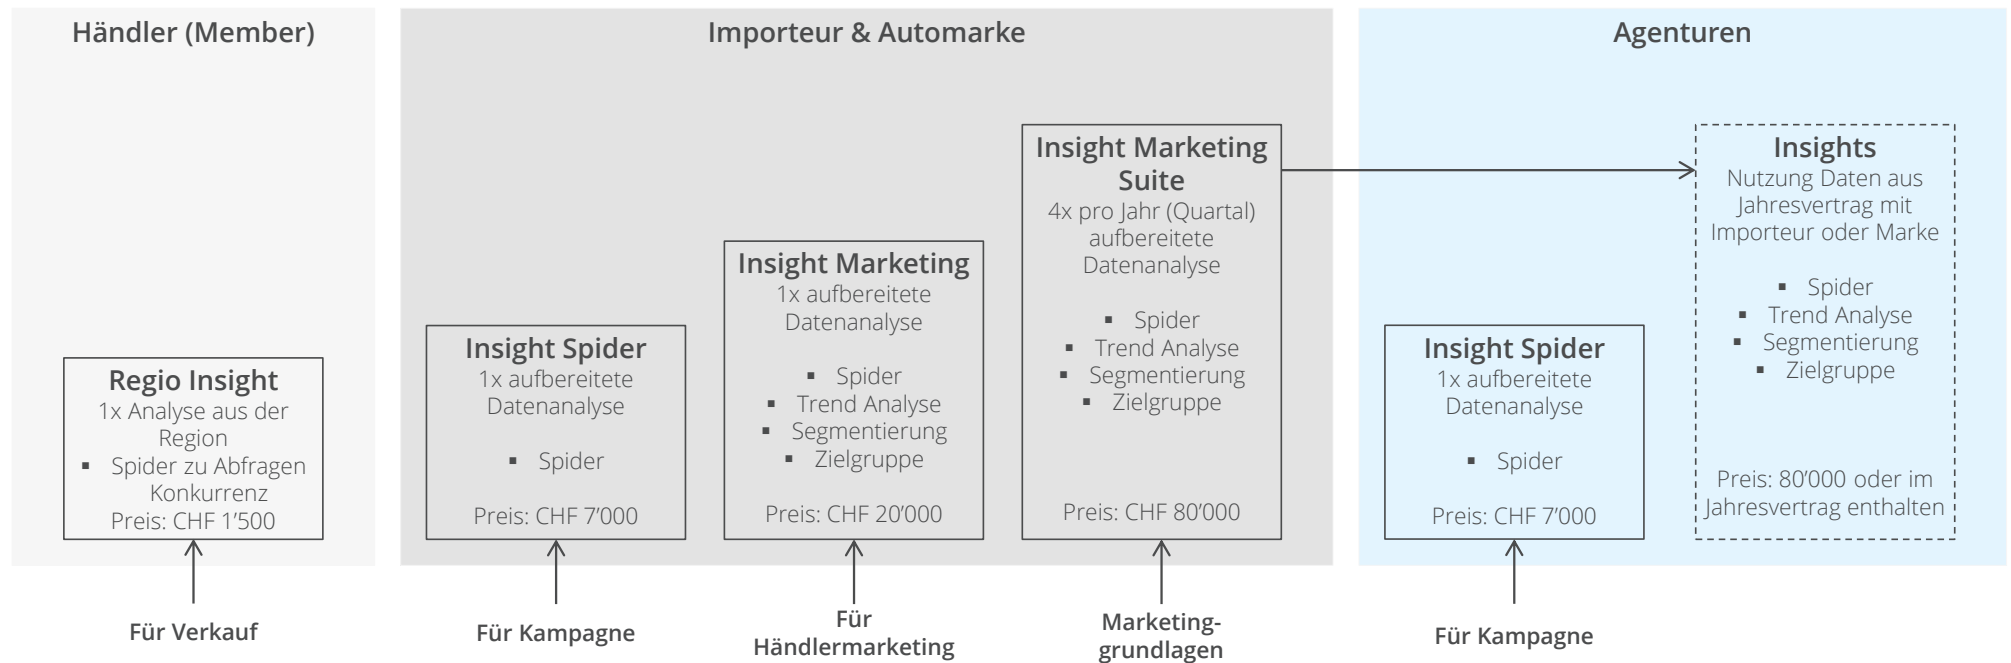 Händler (Member)
Regio Insight
1x Analyse aus der
Region
▪ Spider zu Abfragen
Konkurrenz
Preis: CHF 1’500
Für Verkauf
Importeur & Automarke
Insight Spider
1x aufbereitete
Datenanalyse
▪ Spider
Preis: CHF 7’000
Für Kampagne
Insight Marketing
1x aufbereitete
Datenanalyse
▪ Spider
▪ Trend Analyse
▪ Segmentierung
▪ Zielgruppe
Preis: CHF 20’000
Für
Händlermarketing
Insight Marketing
Suite
4x pro Jahr (Quartal)
aufbereitete
Datenanalyse
▪ Spider
▪ Trend Analyse
▪ Segmentierung
▪ Zielgruppe
Preis: CHF 80’000
Marketing-
grundlagen
Agenturen
Insight Spider
1x aufbereitete
Datenanalyse
▪ Spider
Preis: CHF 7’000
Für Kampagne
Insights
Nutzung Daten aus
Jahresvertrag mit
Importeur oder Marke
▪ Spider
▪ Trend Analyse
▪ Segmentierung
▪ Zielgruppe
Preis: 80’000 oder im
Jahresvertrag enthalten